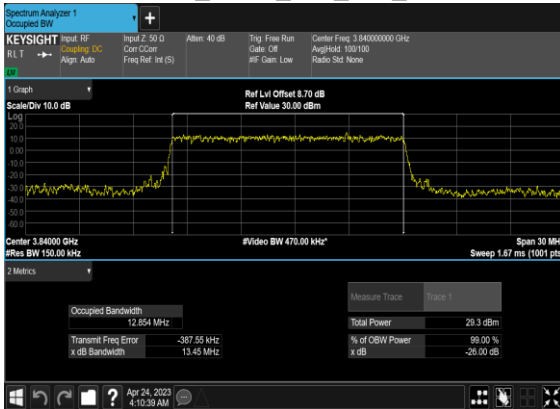 Spectrum Analyzer 1
Occupied BW
+
KEYSIGHT
RLT
Input: RF
Coupling: DC
Align: Auto
Input Z: 50 Ω
Corr CCorr
Freq Ref: Int (S)
Atten: 40 dB
Trig: Free Run
Gate: Off
#IF Gain: Low
Center Freq: 3.840000000 GHz
Avg|Hold: 100/100
Radio Std: None
1 Graph
Scale/Div 10.0 dB
Ref Lvl Offset 8.70 dB
Ref Value 30.00 dBm
Log
20.0
10.0
0.00
-10.0
-20.0
-30.0
-40.0
-50.0
-60.0
Center 3.84000 GHz
#Res BW 150.00 kHz
#Video BW 470.00 kHz*
Span 30 MH
Sweep 1.67 ms (1001 pts
2 Metrics
Measure Trace
Trace 1
Occupied Bandwidth
12.854 MHz
Total Power
29.3 dBm
Transmit Freq Error
-387.55 kHz
% of OBW Power
99.00 %
x dB Bandwidth
13.45 MHz
x dB
-26.00 dB
?
Apr 24, 2023
4:10:39 AM